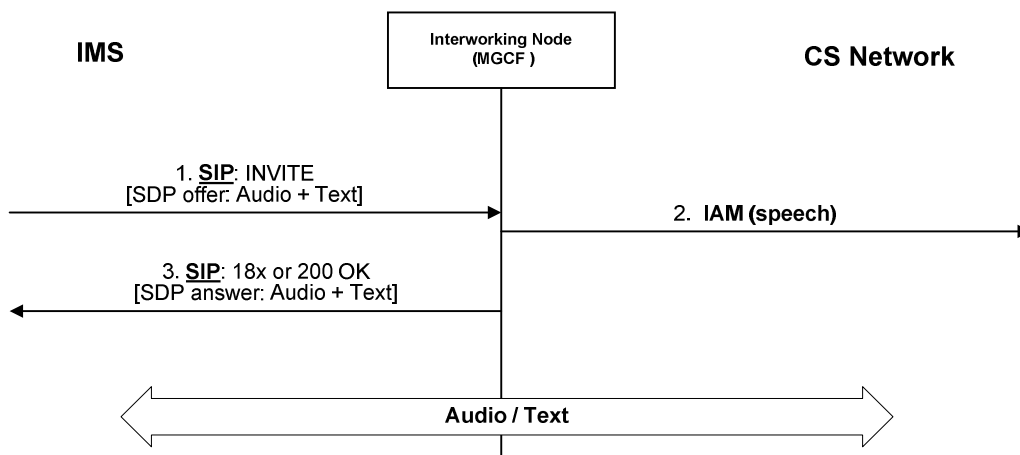 IMS
Interworking Node
(MGCF )
CS Network
1. SIP: INVITE
[SDP offer: Audio + Text]
2. IAM (speech)
3. SIP: 18x or 200 OK
[SDP answer: Audio + Text]
Audio / Text